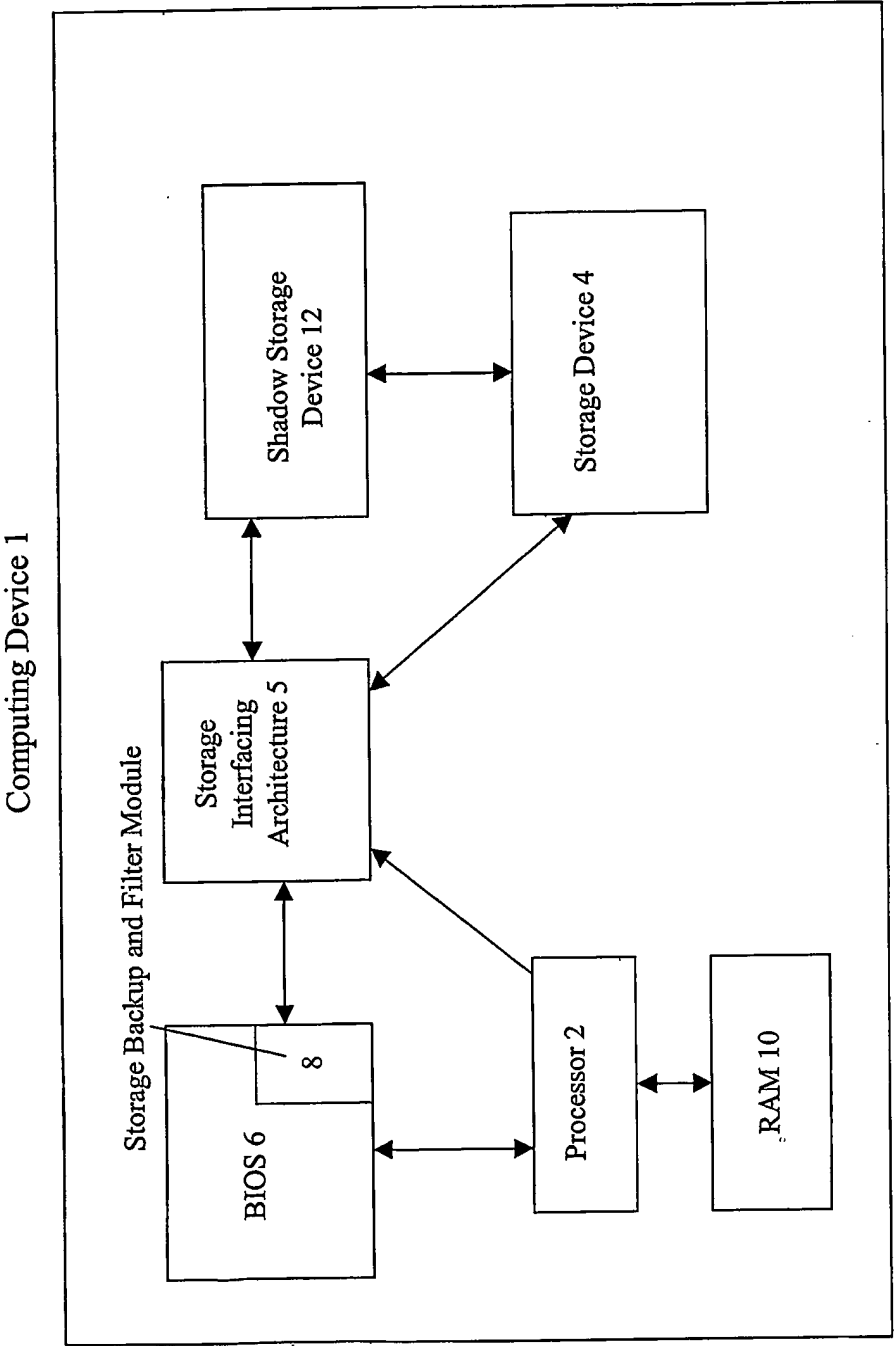 Computing Device 1
Storage Backup and Filter Module
BIOS 6
8
Storage
Interfacing
Architecture 5
Shadow Storage
Device 12
Processor 2
Storage Device 4
RAM 10